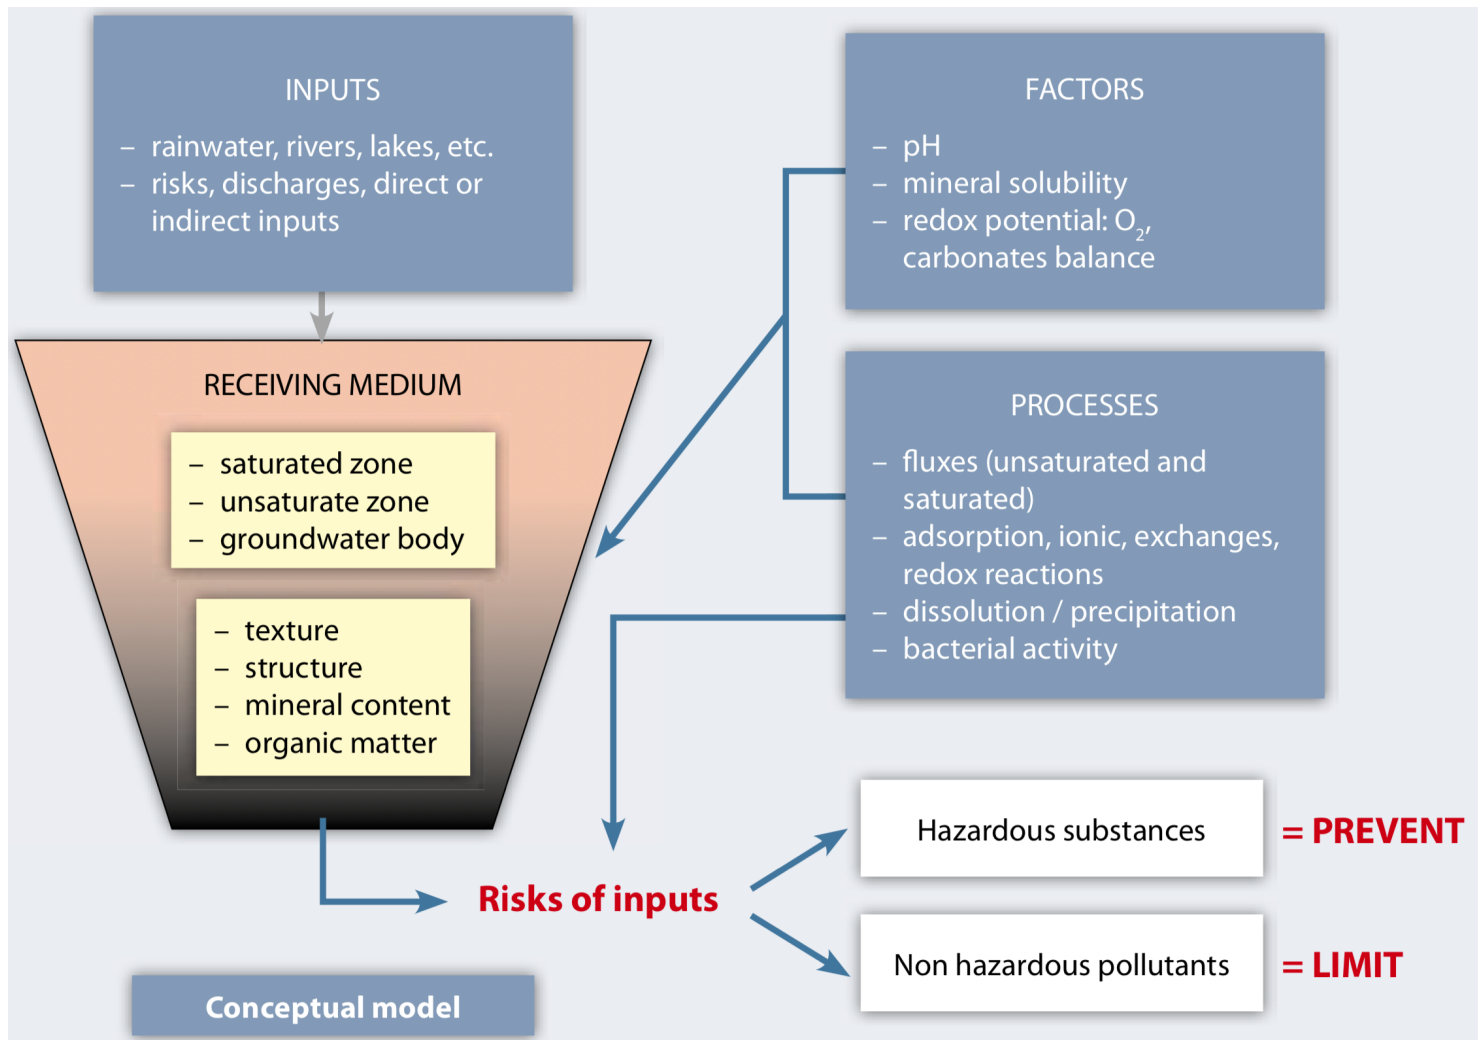 INPUTS
– rainwater, rivers, lakes, etc.
– risks, discharges, direct or
indirect inputs
RECEIVING MEDIUM
– saturated zone
– unsaturate zone
– groundwater body
– texture
– structure
– mineral content
– organic matter
FACTORS
– pH
– mineral solubility
– redox potential: O₂,
carbonates balance
PROCESSES
– fluxes (unsaturated and
saturated)
– adsorption, ionic, exchanges,
redox reactions
– dissolution / precipitation
– bacterial activity
Risks of inputs
Hazardous substances = PREVENT
Non hazardous pollutants = LIMIT
Conceptual model